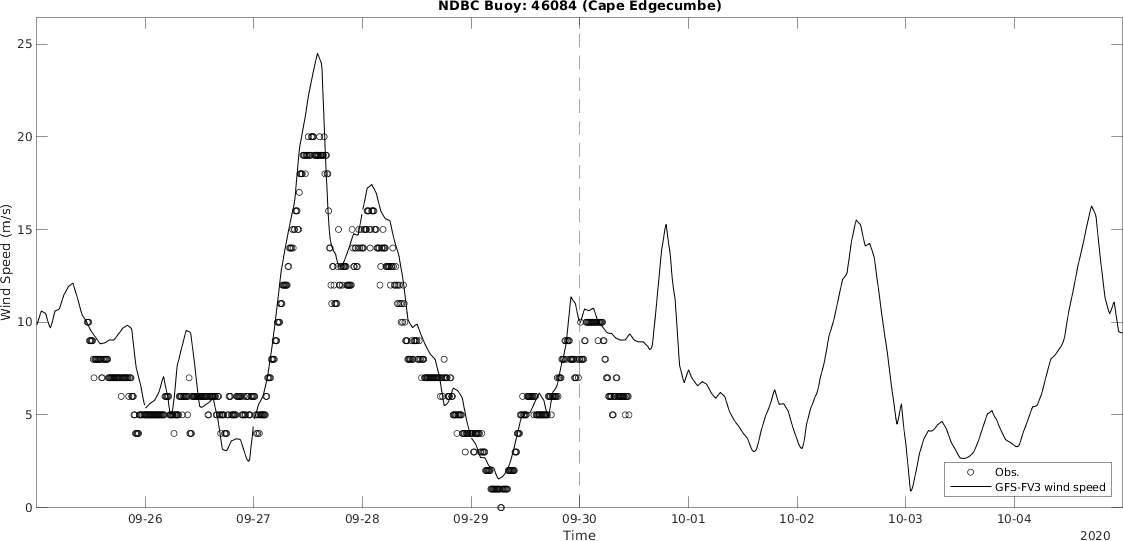 NDBC Buoy: 46084 (Cape Edgecumbe)
25
20
15
10
5
0
Wind Speed (m/s)
09-26 09-27 09-28 09-29 09-30 10-01 10-02 10-03 10-04
Time
2020
Obs.
GFS-FV3 wind speed